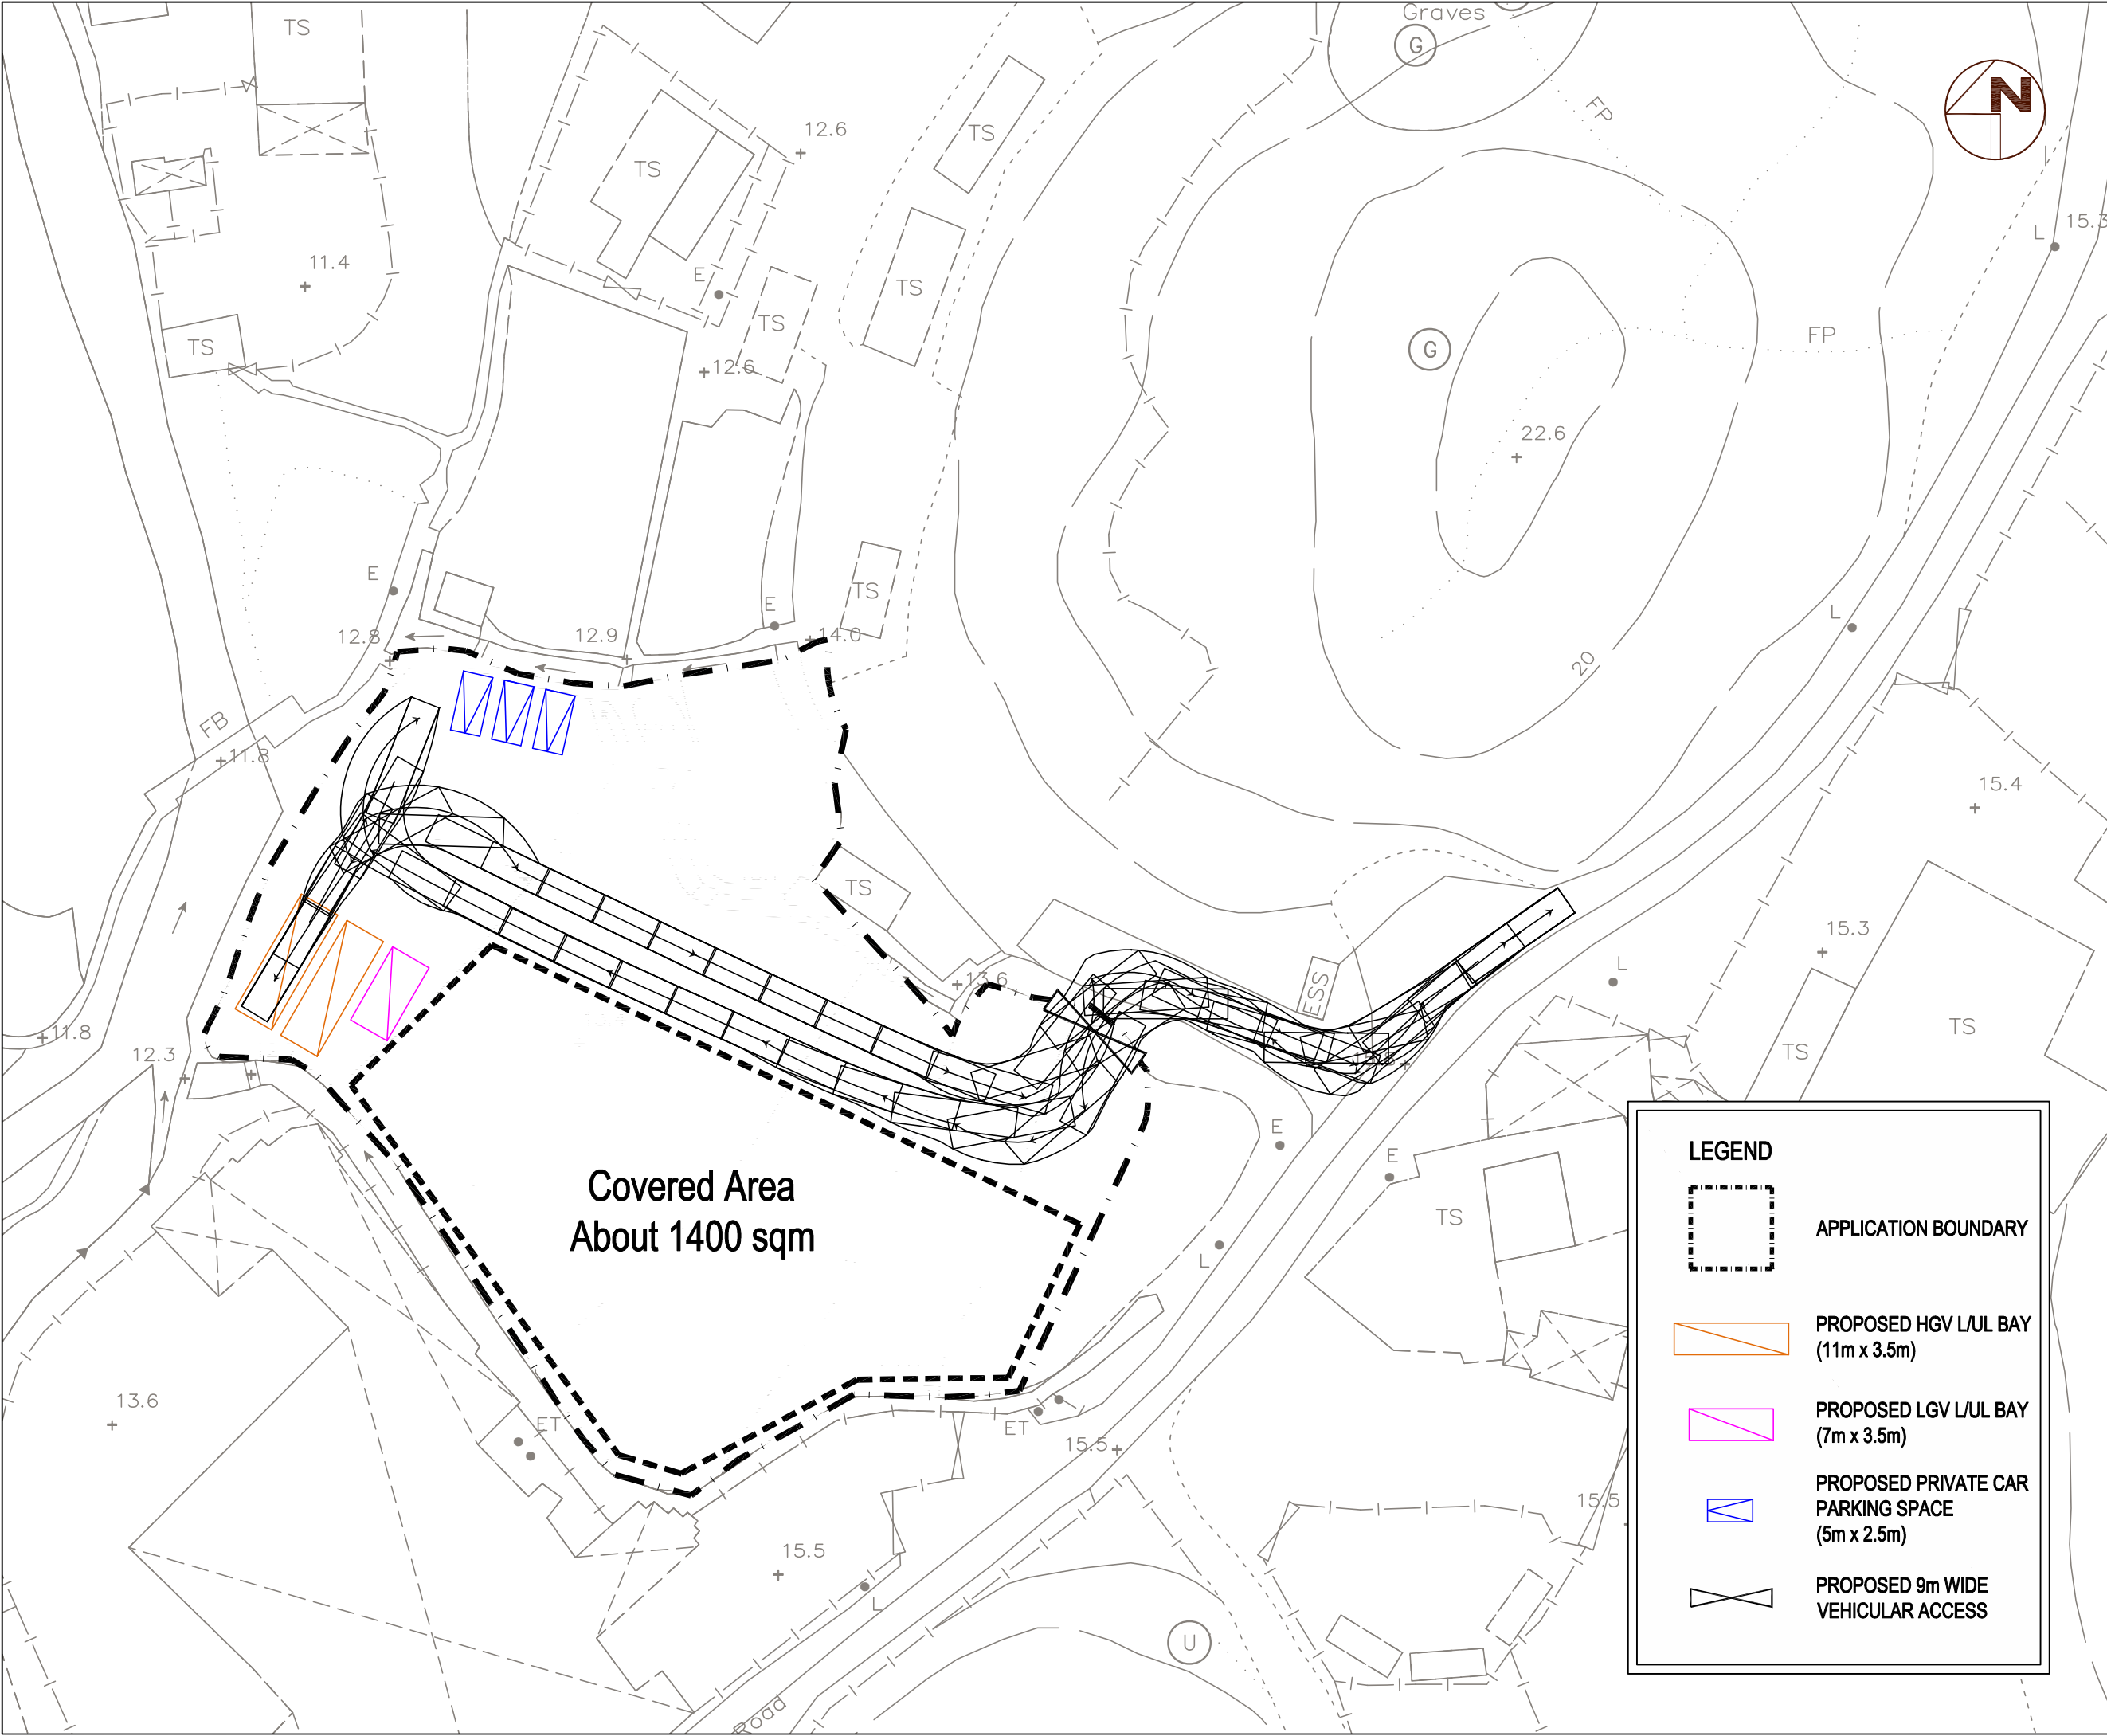 Graves
G
TS
N
12.6
TS
TS
FP
TS
15.3
L
11.4
E
TS
TS
TS
12.6
G
FP
22.6
E
TS
E
L
12.8
12.9
14.0
20
FB
11.8
15.4
TS
15.3
13.6
L
ESS
11.8
12.3
TS
TS
E
E
Covered Area
About 1400 sqm
TS
L
13.6
ET
ET
15.5
15.5
15.5
L
U
Road
LEGEND
APPLICATION BOUNDARY
PROPOSED HGV L/UL BAY
(11m x 3.5m)
PROPOSED LGV L/UL BAY
(7m x 3.5m)
PROPOSED PRIVATE CAR
PARKING SPACE
(5m x 2.5m)
PROPOSED 9m WIDE
VEHICULAR ACCESS